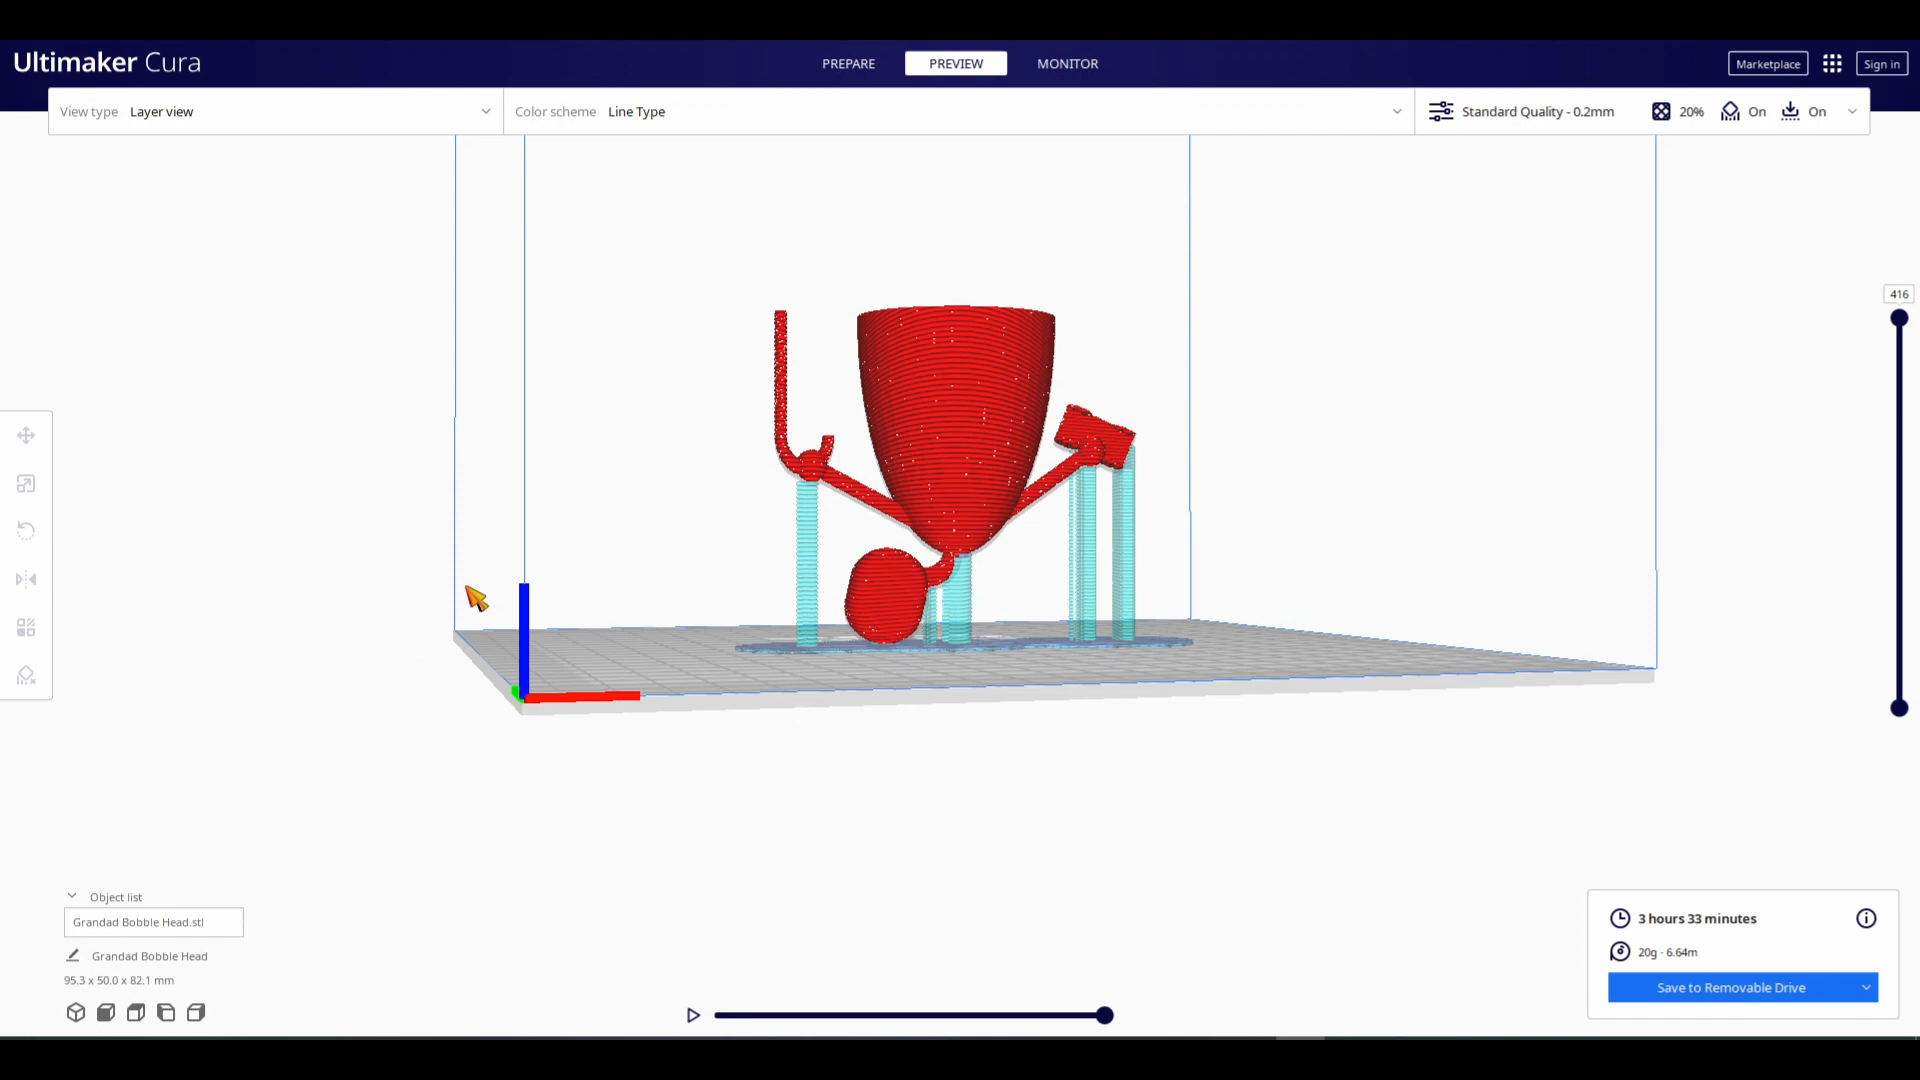 Ultimaker Cura
PREPARE PREVIEW MONITOR
Marketplace Sign in
View type Layer view Color scheme Line Type Standard Quality - 0.2mm 20% On On
416
Object list
Grandad Bobble Head.stl
Grandad Bobble Head
95.3 x 50.0 x 82.1 mm
3 hours 33 minutes
20g · 6.64m
Save to Removable Drive